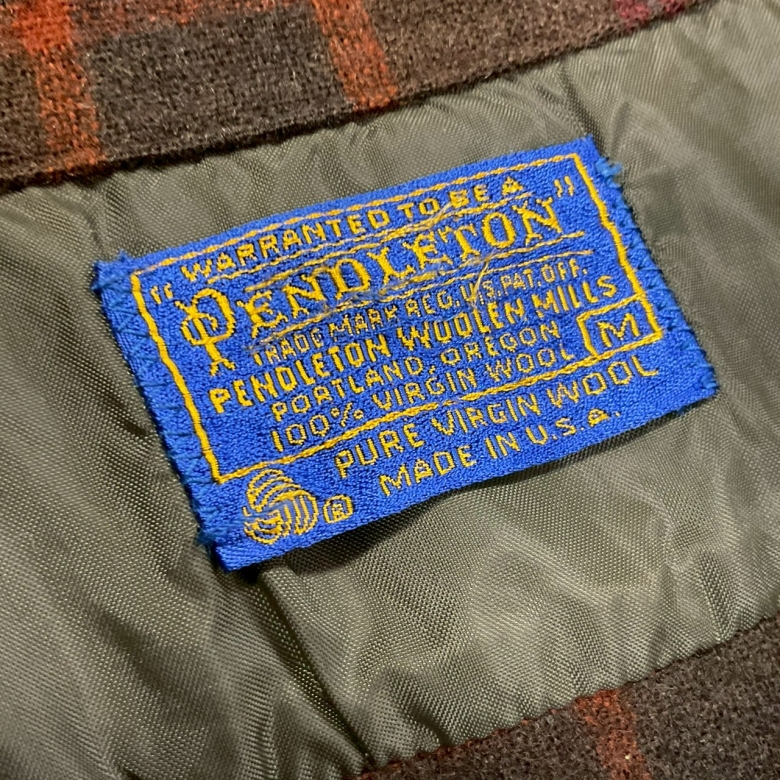 "WARRANTED TO BE A
PENDLETON"
TRADE MARK REG. U.S. PAT. OFF.
PENDLETON WOOLEN MILLS
PORTLAND, OREGON
100% VIRGIN WOOL
M
PURE VIRGIN WOOL
® MADE IN U.S.A.